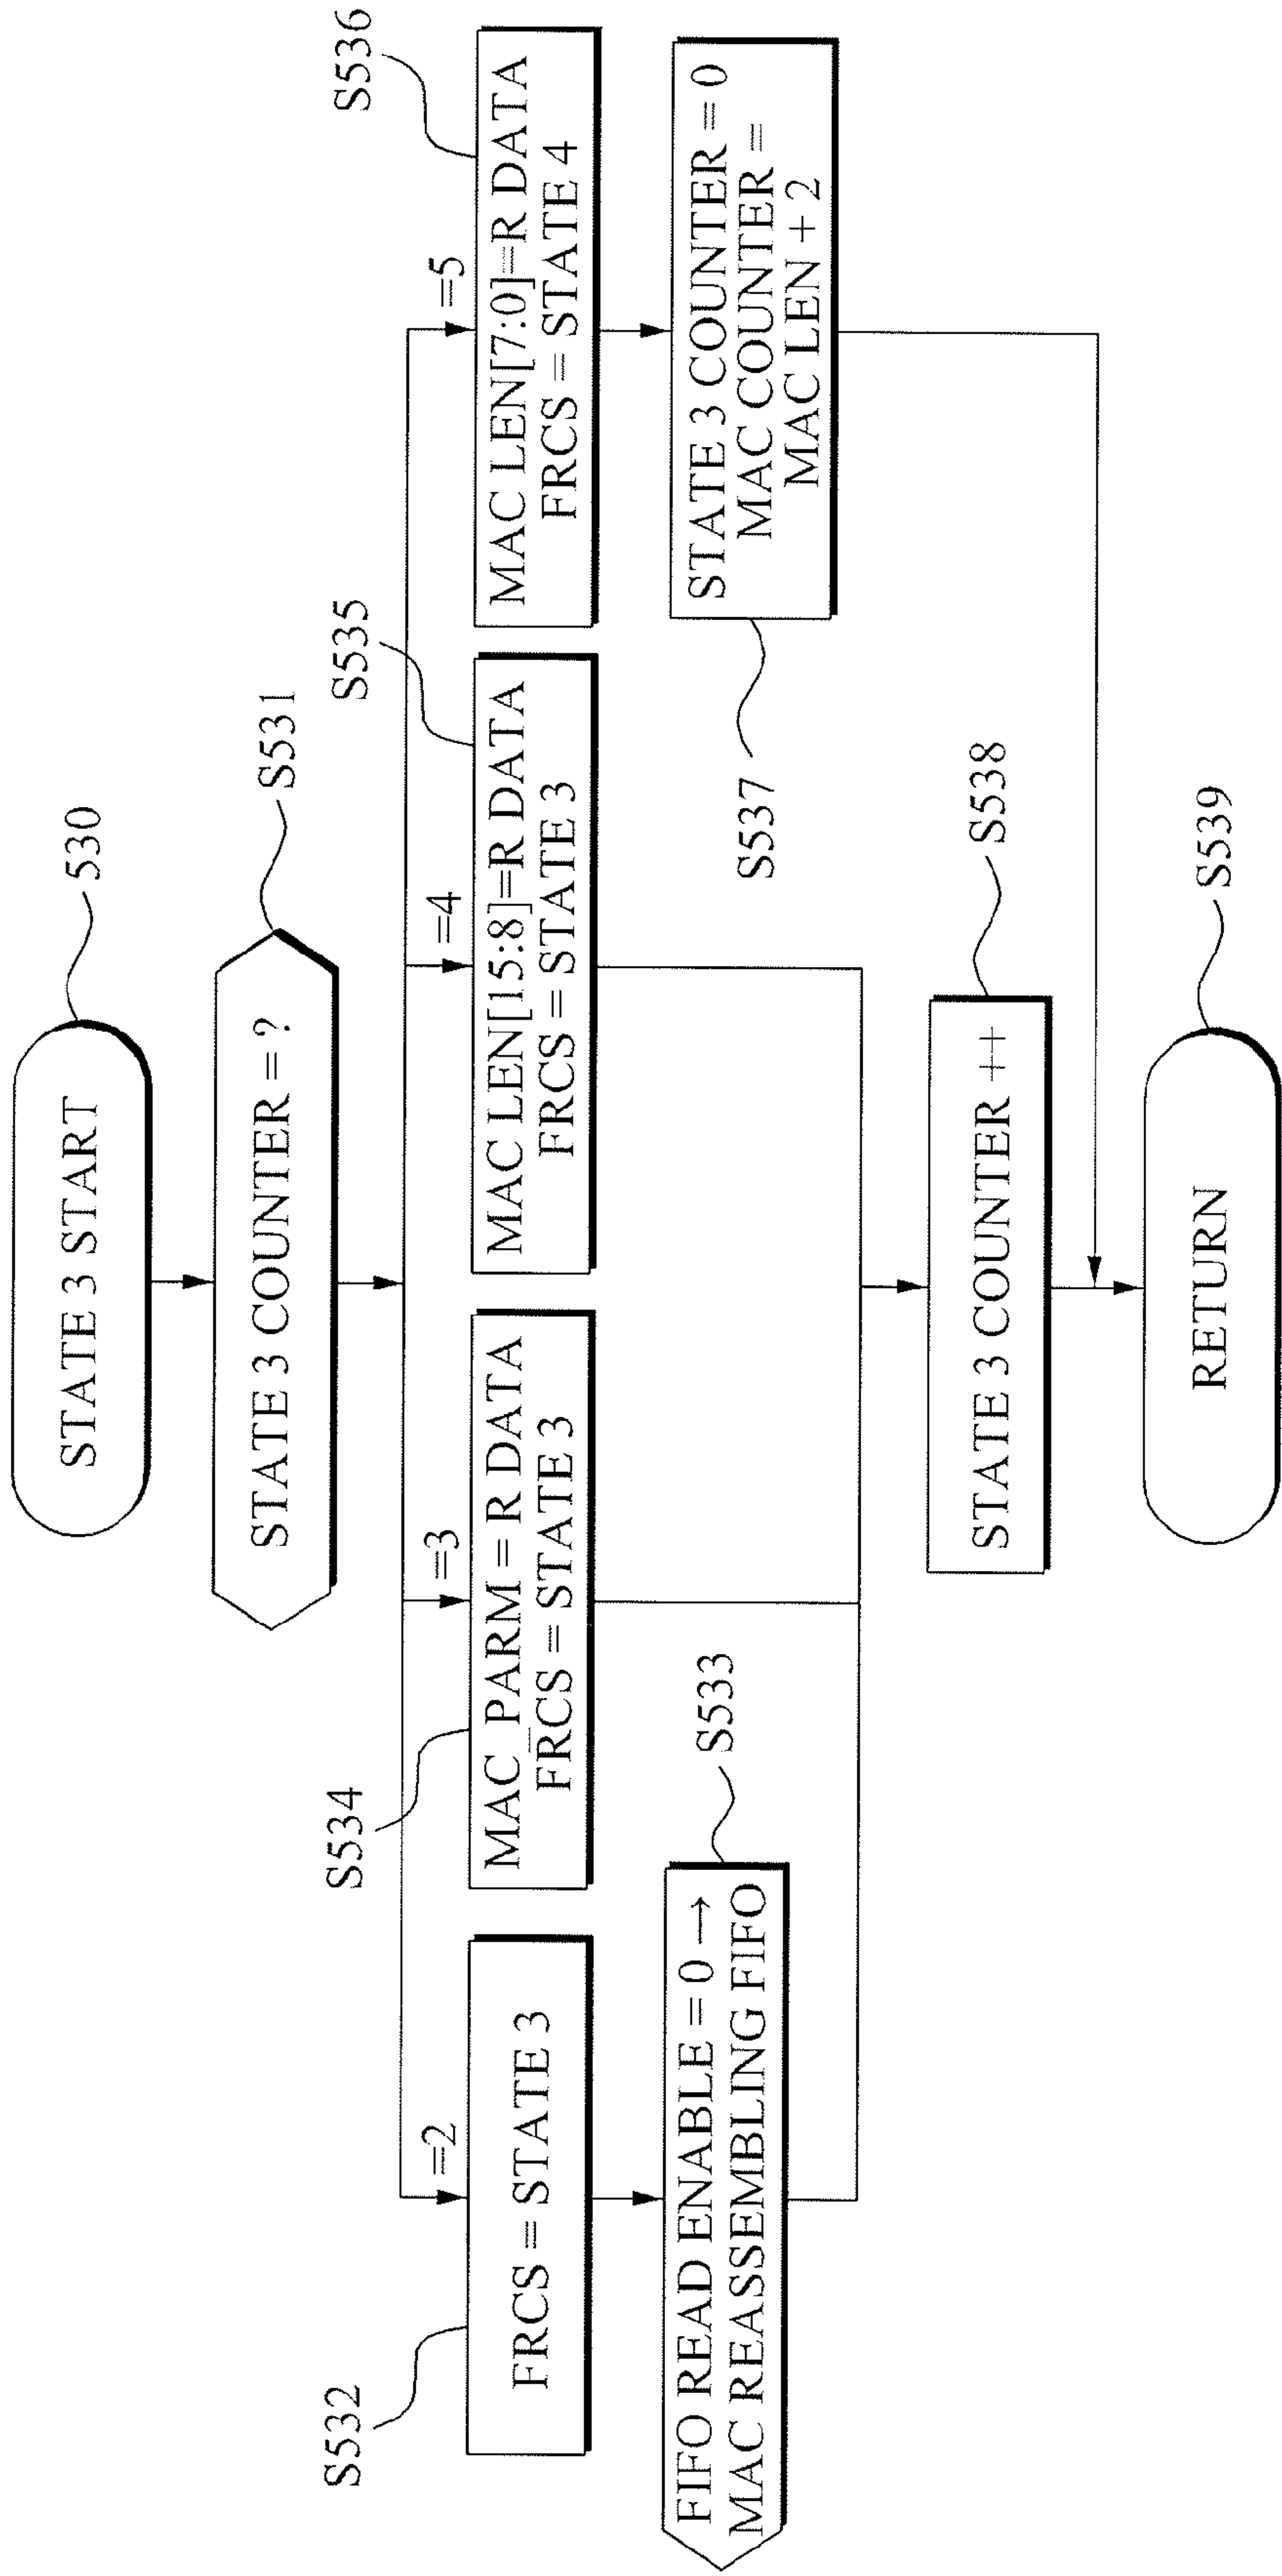 STATE 3 START
530
STATE 3 COUNTER = ?
S531
=2
=3
=4
=5
S532
FRCS = STATE 3
S534
MAC_PARM = R DATA
FRCS = STATE 3
S535
MAC LEN[15:8]=R DATA
FRCS = STATE 3
S536
MAC LEN[7:0]=R DATA
FRCS = STATE 4
FIFO READ ENABLE = 0 →
MAC REASSEMBLING FIFO
S533
S537
STATE 3 COUNTER = 0
MAC COUNTER =
MAC LEN + 2
STATE 3 COUNTER ++
S538
RETURN
S539